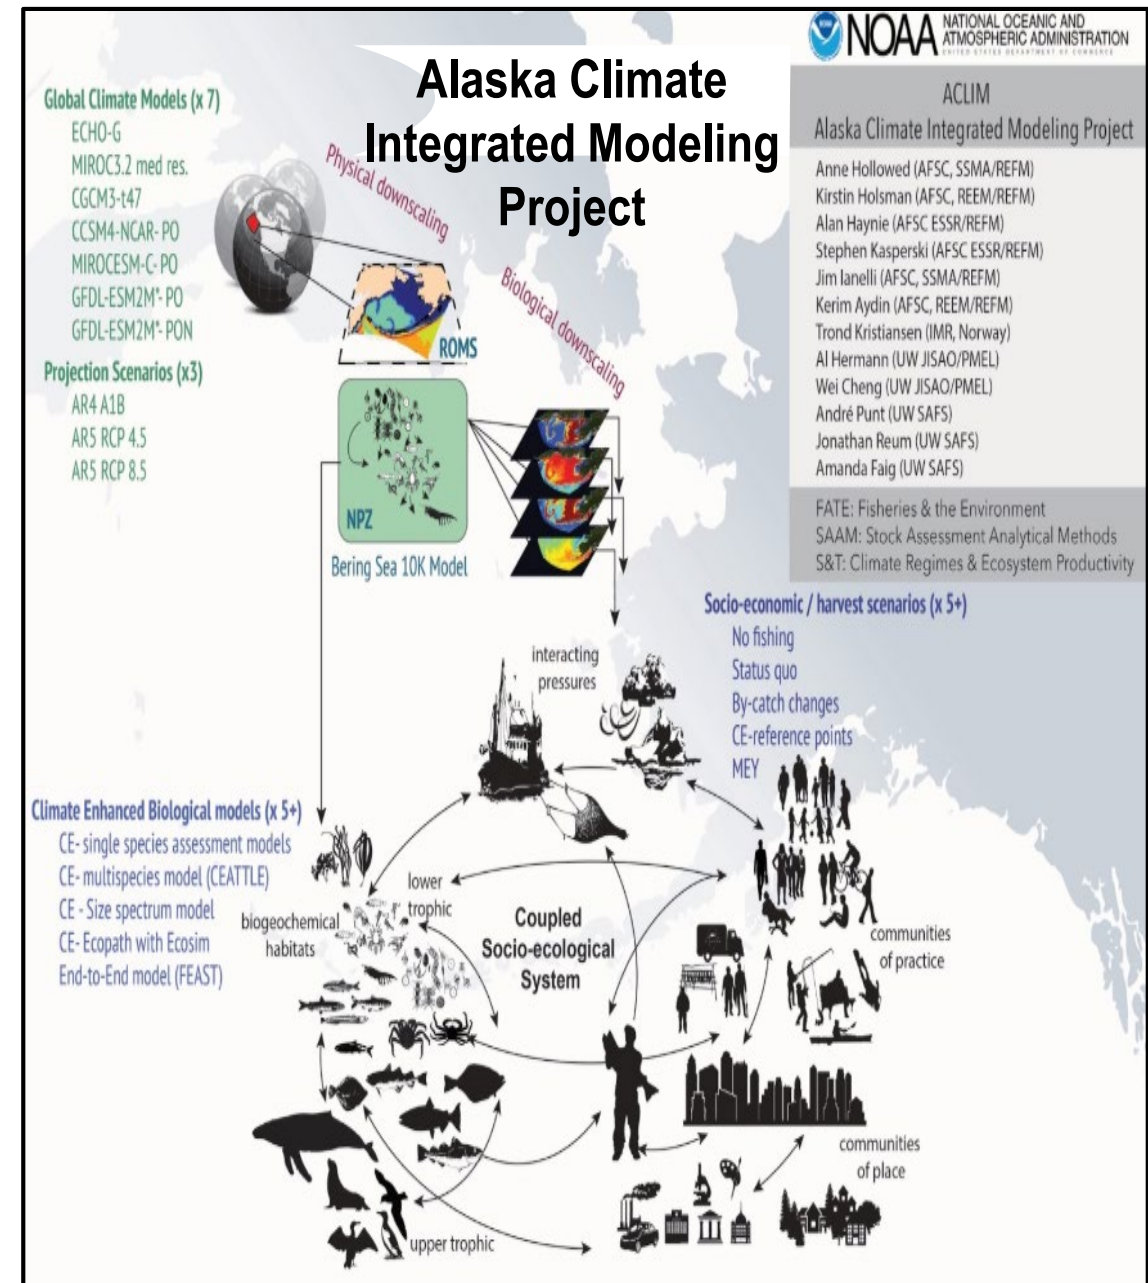 Alaska Climate
Integrated Modeling
Project
NOAA NATIONAL OCEANIC AND
ATMOSPHERIC ADMINISTRATION
UNITED STATES DEPARTMENT OF COMMERCE
ACLIM
Alaska Climate Integrated Modeling Project
Anne Hollowed (AFSC, SSMA/REFM)
Kirstin Holsman (AFSC, REEM/REFM)
Alan Haynie (AFSC ESSR/REFM)
Stephen Kasperski (AFSC ESSR/REFM)
Jim Ianelli (AFSC, SSMA/REFM)
Kerim Aydin (AFSC, REEM/REFM)
Trond Kristiansen (IMR, Norway)
Al Hermann (UW JISAO/PMEL)
Wei Cheng (UW JISAO/PMEL)
André Punt (UW SAFS)
Jonathan Reum (UW SAFS)
Amanda Faig (UW SAFS)
FATE: Fisheries & the Environment
SAAM: Stock Assessment Analytical Methods
S&T: Climate Regimes & Ecosystem Productivity
Global Climate Models (x 7)
ECHO-G
MIROC3.2 med res.
CGCM3-t47
CCSM4-NCAR- PO
MIROCESM-C- PO
GFDL-ESM2M*- PO
GFDL-ESM2M*- PON
Projection Scenarios (x3)
AR4 A1B
AR5 RCP 4.5
AR5 RCP 8.5
Physical downscaling
ROMS
Biological downscaling
NPZ
Bering Sea 10K Model
Socio-economic / harvest scenarios (x 5+)
No fishing
Status quo
By-catch changes
CE-reference points
MEY
interacting
pressures
Climate Enhanced Biological models (x 5+)
CE- single species assessment models
CE- multispecies model (CEATTLE)
CE - Size spectrum model
CE- Ecopath with Ecosim
End-to-End model (FEAST)
lower
trophic
biogeochemical
habitats
Coupled
Socio-ecological
System
communities
of practice
communities
of place
upper trophic